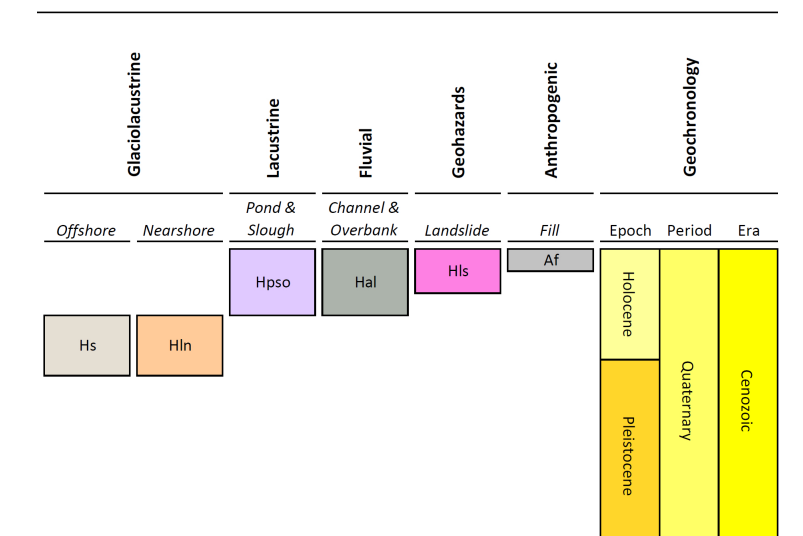 Glaciolacustrine
Lacustrine
Fluvial
Geohazards
Anthropogenic
Geochronology
Offshore
Nearshore
Pond &
Slough
Channel &
Overbank
Landslide
Fill
Epoch
Period
Era
Hpso
Hal
Hls
Af
Hs
Hln
Holocene
Pleistocene
Quaternary
Cenozoic